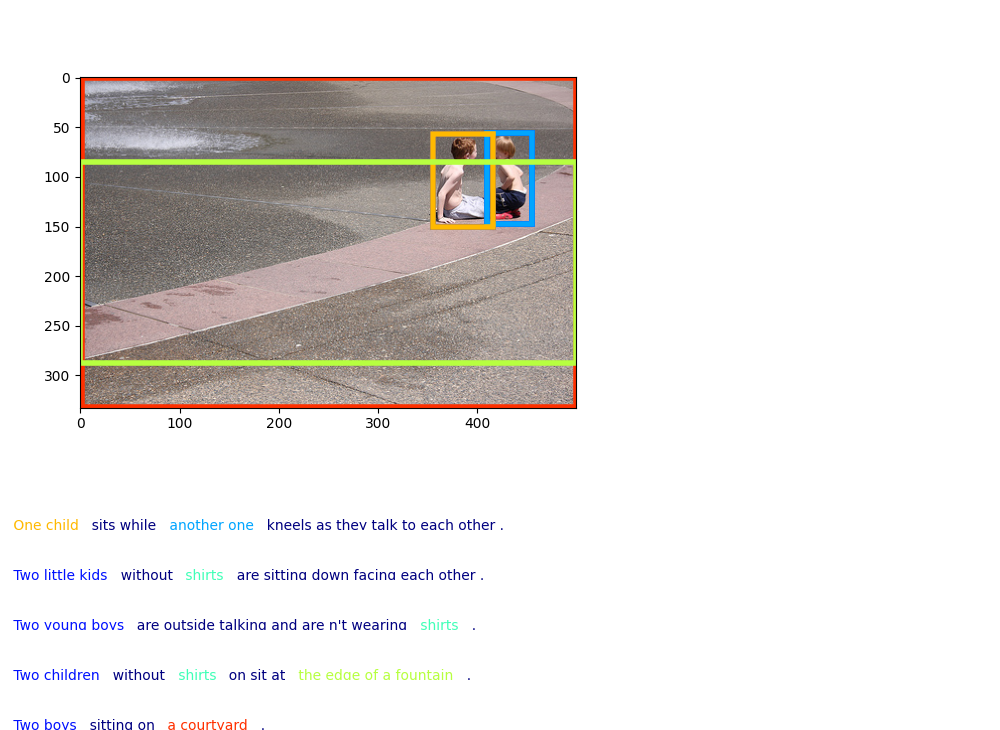 0
50
100
150
200
250
300
0 100 200 300 400
One child sits while another one kneels as they talk to each other .
Two little kids without shirts are sitting down facing each other .
Two young boys are outside talking and are n't wearing shirts .
Two children without shirts on sit at the edge of a fountain .
Two boys sitting on a courtyard .